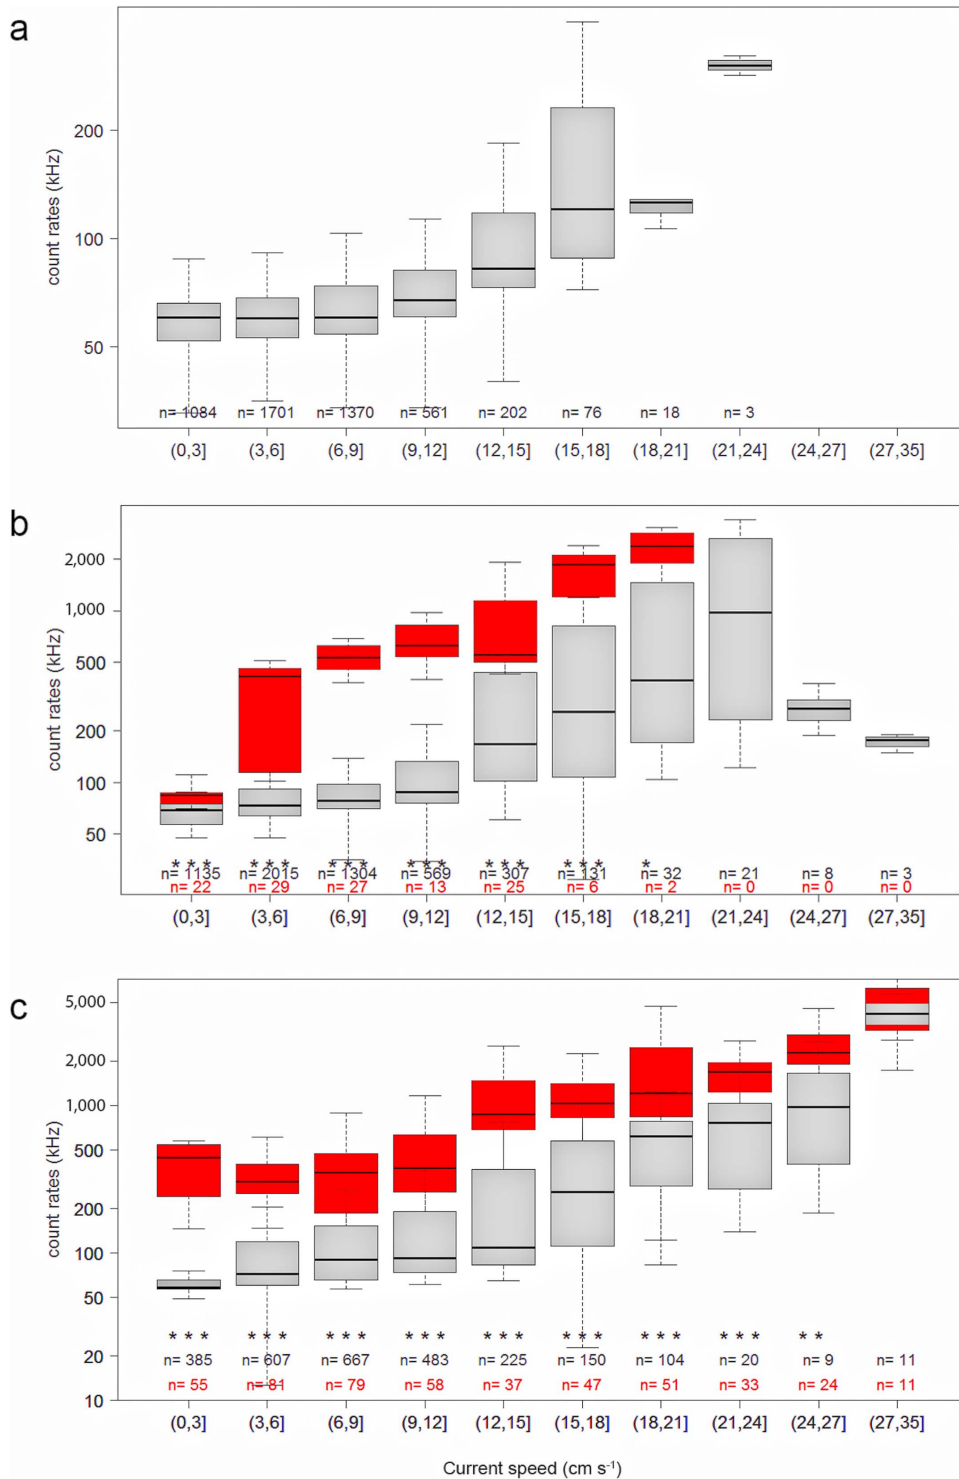 a
count rates (kHz)
200
100
50
n= 1084 n= 1701 n= 1370 n= 561 n= 202 n= 76 n= 18 n= 3
(0,3] (3,6] (6,9] (9,12] (12,15] (15,18] (18,21] (21,24] (24,27] (27,35]
b
count rates (kHz)
2,000
1,000
500
200
100
50
*** *** *** *** *** *** *
n= 1135 n= 2015 n= 1304 n= 569 n= 307 n= 131 n= 32 n= 21 n= 8 n= 3
n= 22 n= 29 n= 27 n= 13 n= 25 n= 6 n= 2 n= 0 n= 0 n= 0
(0,3] (3,6] (6,9] (9,12] (12,15] (15,18] (18,21] (21,24] (24,27] (27,35]
c
count rates (kHz)
5,000
2,000
1,000
500
200
100
50
20
10
*** *** *** *** *** *** *** *** **
n= 385 n= 607 n= 667 n= 483 n= 225 n= 150 n= 104 n= 20 n= 9 n= 11
n= 55 n= 81 n= 79 n= 58 n= 37 n= 47 n= 51 n= 33 n= 24 n= 11
(0,3] (3,6] (6,9] (9,12] (12,15] (15,18] (18,21] (21,24] (24,27] (27,35]
Current speed (cm s⁻¹)